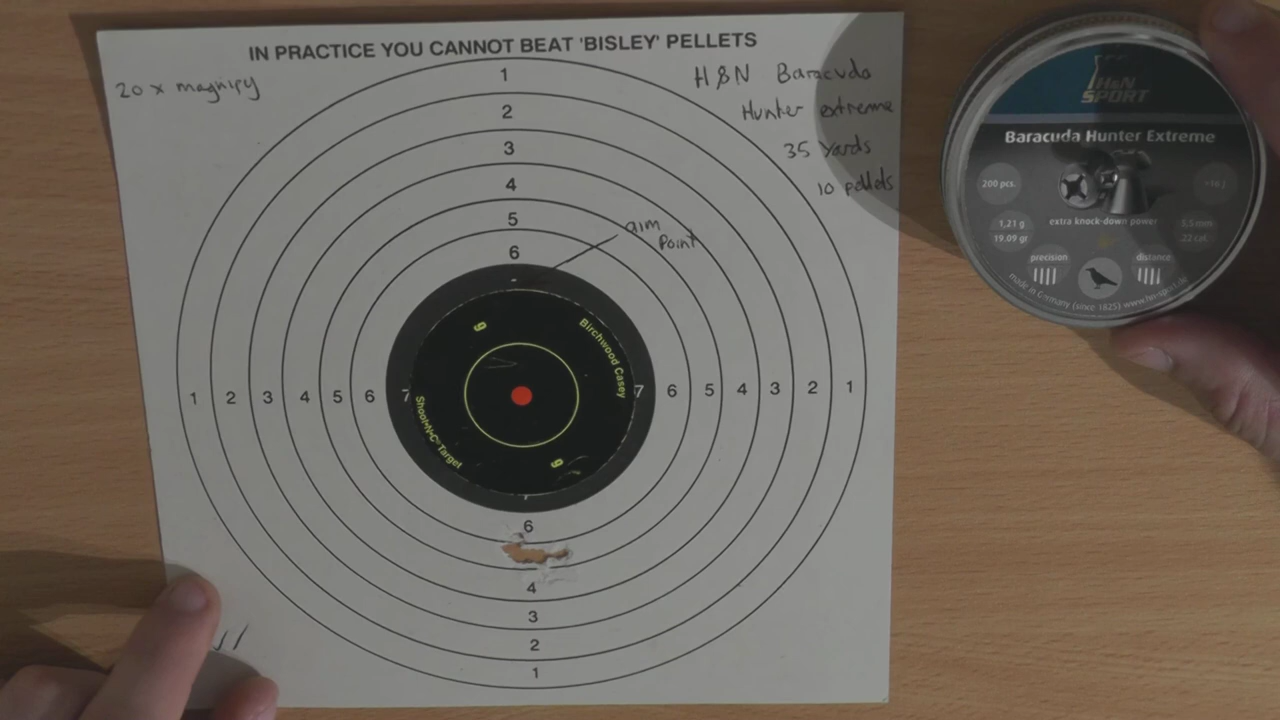 IN PRACTICE YOU CANNOT BEAT 'BISLEY' PELLETS
20 x magnify
H&N Baracuda
Hunter extreme
35 Yards
10 pellets
aim
Point
1
2
3
4
5
6
1 2 3 4 5 6 7
7 6 5 4 3 2 1
6
4
3
2
1
9
Birchwood Casey
Shoot•N•C® Target
9
H&N
SPORT
Baracuda Hunter Extreme
200 pcs.
>16 J
extra knock-down power
1,21 g
19.09 gr
5.5 mm
.22 cal.
precision
distance
made in Germany (since 1825) www.hn-sport.de